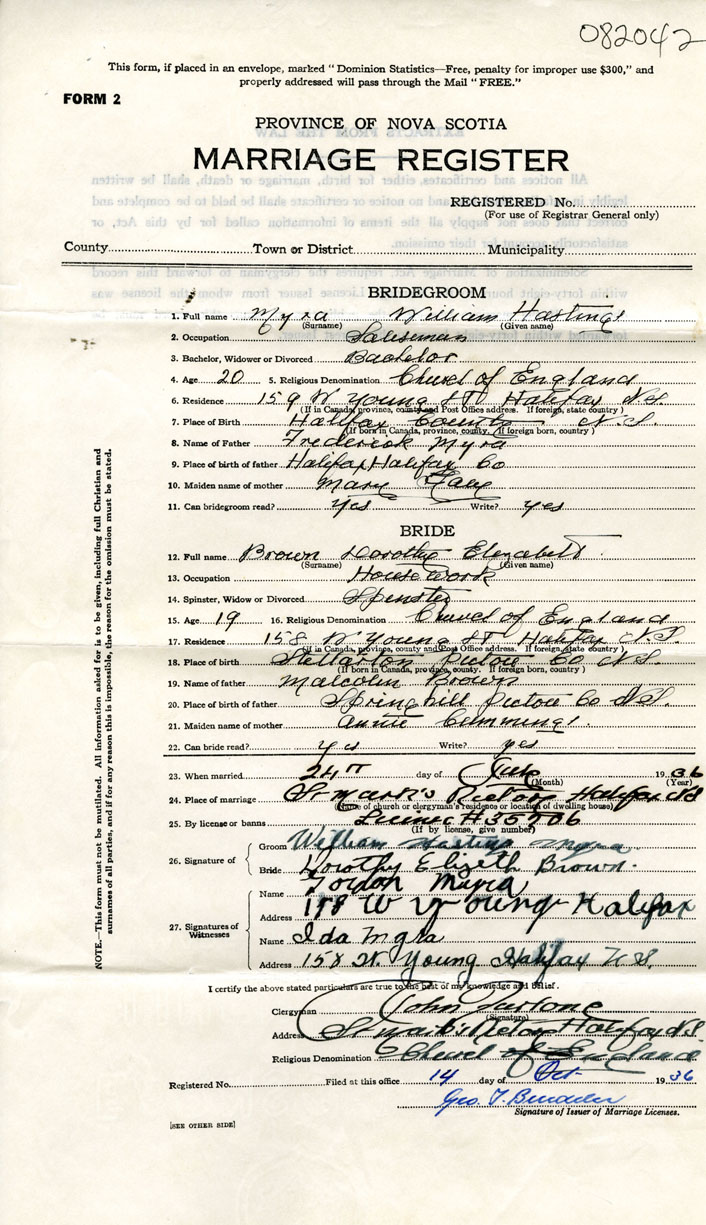 082042
This form, if placed in an envelope, marked "Dominion Statistics—Free, penalty for improper use $300," and
properly addressed will pass through the Mail "FREE."
FORM 2
PROVINCE OF NOVA SCOTIA
MARRIAGE REGISTER
REGISTERED No.
(For use of Registrar General only)
County Town or District Municipality
BRIDEGROOM
1. Full name Myra William Hastings
(Surname) (Given name)
2. Occupation Salesman
3. Bachelor, Widower or Divorced Bachelor
4. Age 20 5. Religious Denomination Church of England
6. Residence 159 W Young St Halifax N.S.
(If in Canada, province, county and Post Office address. If foreign, state country)
7. Place of Birth Halifax County N.S.
(If born in Canada, province, county. If foreign born, country)
8. Name of Father Frederick Myra
9. Place of birth of father Halifax, Halifax Co
10. Maiden name of mother Mary
11. Can bridegroom read? Yes Write? yes
BRIDE
12. Full name Brown Dorothy Elizabeth
(Surname) (Given name)
13. Occupation Housework
14. Spinster, Widow or Divorced Spinster
15. Age 19 16. Religious Denomination Church of England
17. Residence 158 W Young St Halifax N.S.
(If in Canada, province, county and Post Office address. If foreign, state country)
18. Place of birth Stellarton Pictou Co N.S.
(If born in Canada, province, county. If foreign born, country)
19. Name of father Malcolm Brown
20. Place of birth of father Springhill Pictou Co N.S.
21. Maiden name of mother Annie Cummings.
22. Can bride read? yes Write? yes
23. When married 24th day of July 1936
(Month) (Year)
24. Place of marriage St mark's Rectory Halifax NS
(Name of church or clergyman's residence or location of dwelling house)
25. By license or banns License #35706
(If by license, give number)
26. Signature of
Groom William Hasting Myra
Bride Dorothy Elizeth Brown.
27. Signatures of Witnesses
Name Gordon Myra
Address 158 W Young Halifax
Name Ida Myra
Address 158 W. Young Halifax N.S.
I certify the above stated particulars are true to the best of my knowledge and belief.
Clergyman John Furlong
(Signature)
Address St mark's Rectory Halifax N.S.
Religious Denomination Church of England
Registered No. Filed at this office 14 day of Oct. 1936
Geo. T.
Signature of Issuer of Marriage Licenses.
[SEE OTHER SIDE]
NOTE.—This form must not be mutilated. All information asked for is to be given, including full Christian and
surnames of all parties, and if for any reason this is impossible, the reason for the omission must be stated.